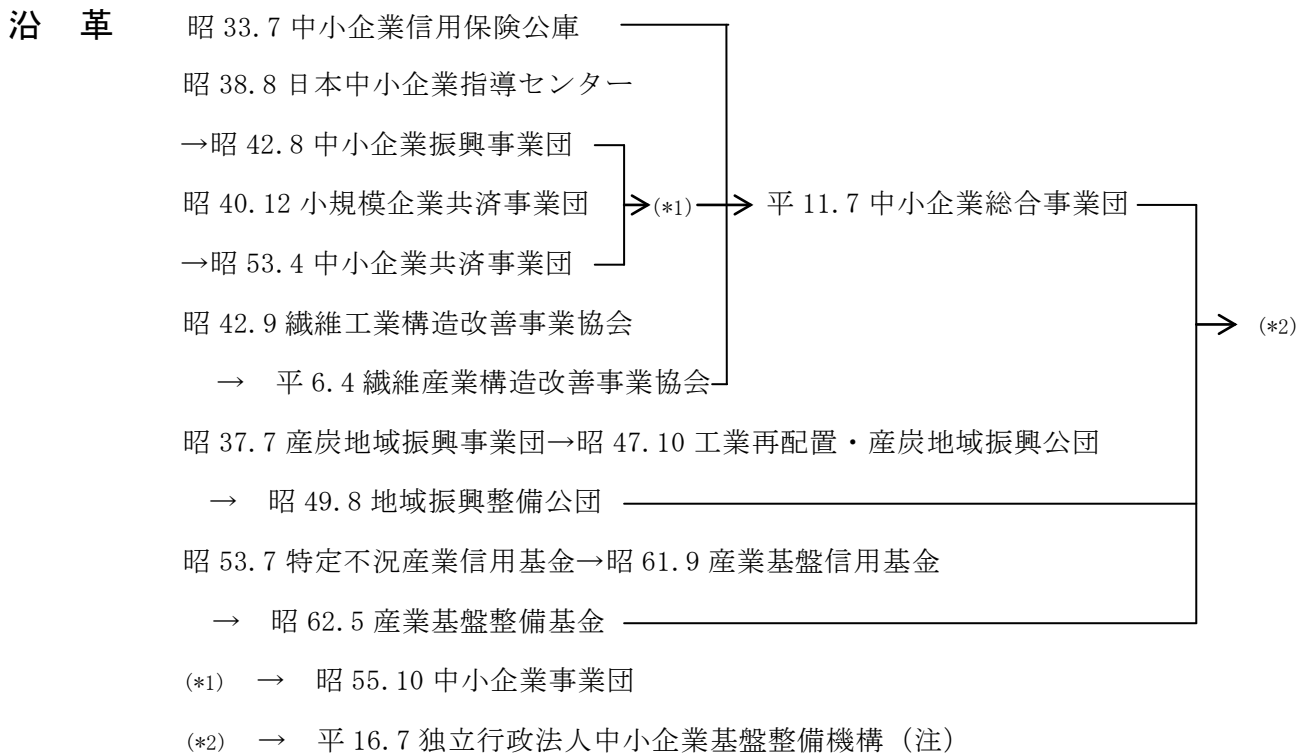 沿 革 昭 33.7 中小企業信用保険公庫
昭 38.8 日本中小企業指導センター
→昭 42.8 中小企業振興事業団
昭 40.12 小規模企業共済事業団 (*1) 平 11.7 中小企業総合事業団
→昭 53.4 中小企業共済事業団
昭 42.9 繊維工業構造改善事業協会 (*2)
→ 平 6.4 繊維産業構造改善事業協会
昭 37.7 産炭地域振興事業団→昭 47.10 工業再配置・産炭地域振興公団
→ 昭 49.8 地域振興整備公団
昭 53.7 特定不況産業信用基金→昭 61.9 産業基盤信用基金
→ 昭 62.5 産業基盤整備基金
(*1) → 昭 55.10 中小企業事業団
(*2) → 平 16.7 独立行政法人中小企業基盤整備機構（注）